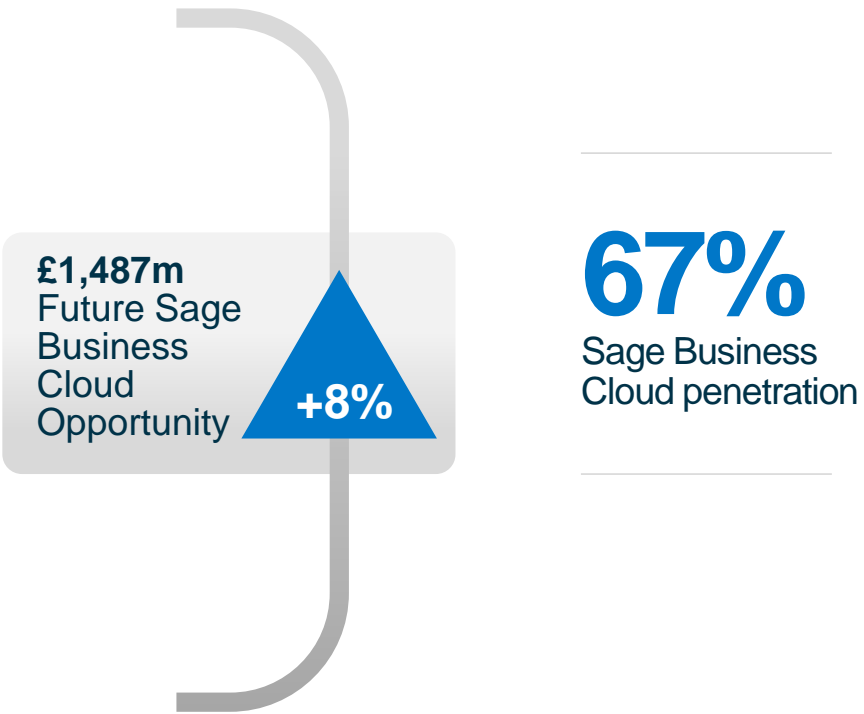 £1,487m
Future Sage
Business
Cloud
Opportunity
+8%
67%
Sage Business
Cloud penetration